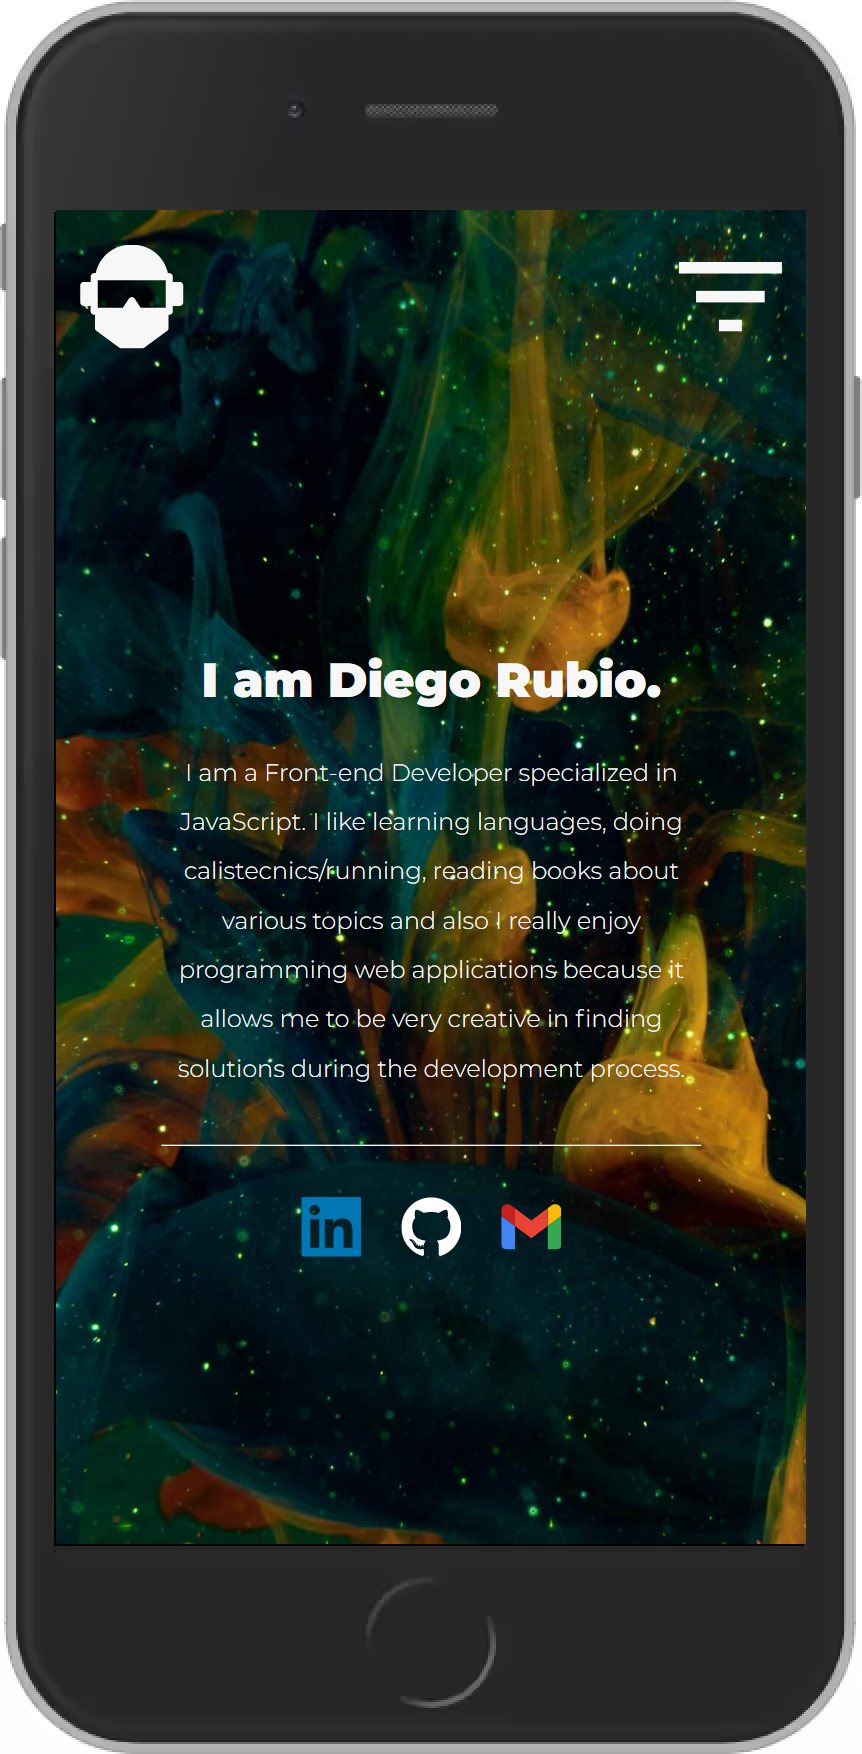 I am Diego Rubio.
I am a Front-end Developer specialized in
JavaScript. I like learning languages, doing
calistecnics/running, reading books about
various topics and also I really enjoy
programming web applications because it
allows me to be very creative in finding
solutions during the development process.
in